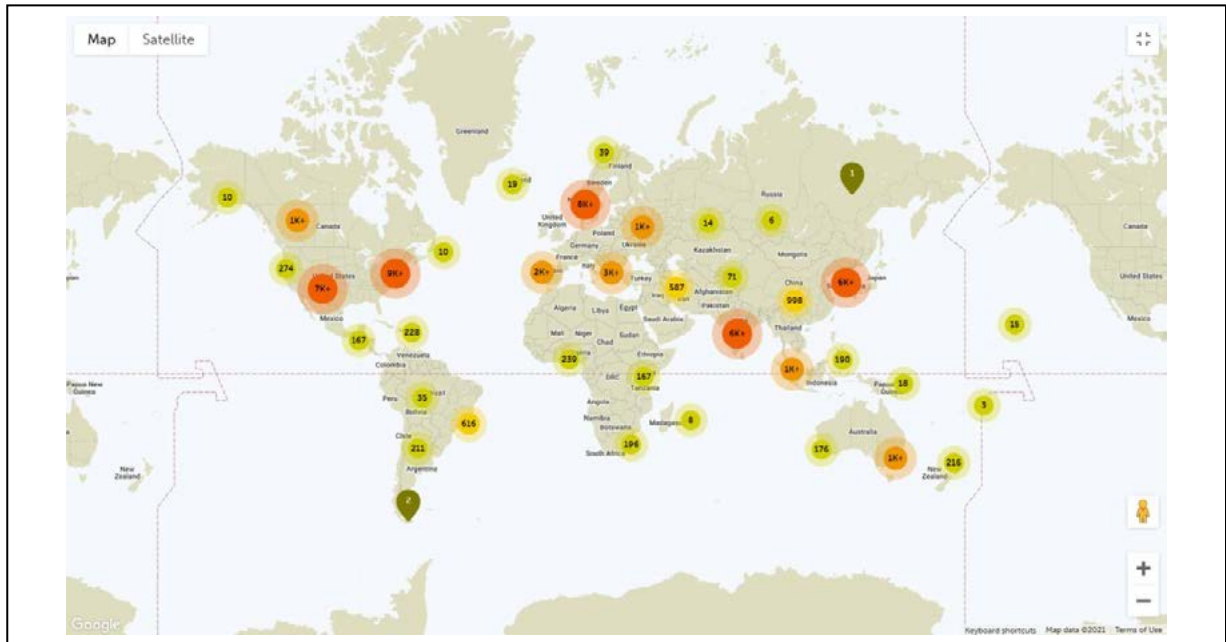 Map Satellite
Greenland
39
Finland
1
19
Sweden
Russia
10
8K+
1K+
Canada
United Kingdom
Poland
1K+
14
6
Germany
Ukraine
Kazakhstan
Mongolia
10
France
Italy
274
United States
9K+
2K+
3K+
Turkey
71
China
6K+
Japan
United States
7K+
587
Afghanistan
Pakistan
998
Iraq
Mexico
Algeria
Libya
Egypt
Saudi Arabia
Mexico
6K+
15
Thailand
167
228
Mali
Niger
Sudan
Chad
Venezuela
239
Ethiopia
190
Colombia
1K+
Papua New Guinea
DRC
167
Tanzania
Indonesia
Papua New
18
Peru
35
Bolivia
Angola
3
616
Namibia
Botswana
8
Australia
Chile
211
196
South Africa
176
1K+
216
New Zealand
New Zealand
Argentina
2
Google
Keyboard shortcuts Map data ©2021 Terms of Use